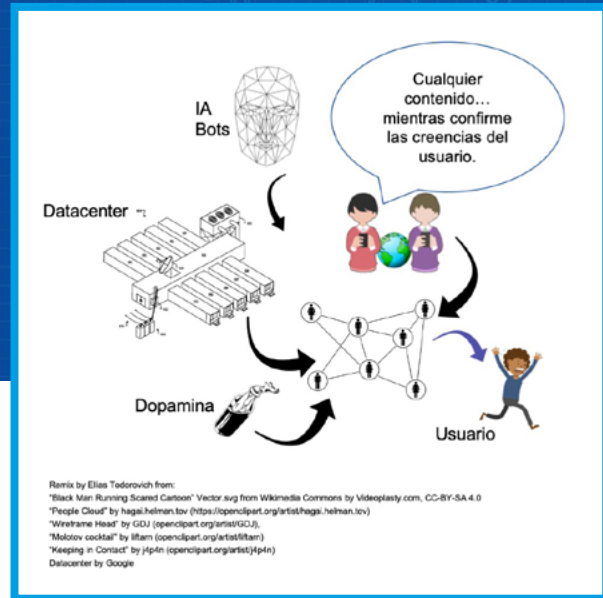 IA
Bots
Cualquier
contenido...
mientras confirme
las creencias del
usuario.
Datacenter
Dopamina
Usuario
Remix by Elías Todorovich from:
"Black Man Running Scared Cartoon" Vector.svg from Wikimedia Commons by Videoplasty.com, CC-BY-SA 4.0
"People Cloud" by hagai.helman.tov (https://openclipart.org/artist/hagai.helman.tov)
"Wireframe Head" by GDJ (openclipart.org/artist/GDJ),
"Molotov cocktail" by liftarn (openclipart.org/artist/liftarn)
"Keeping in Contact" by j4p4n (openclipart.org/artist/j4p4n)
Datacenter by Google